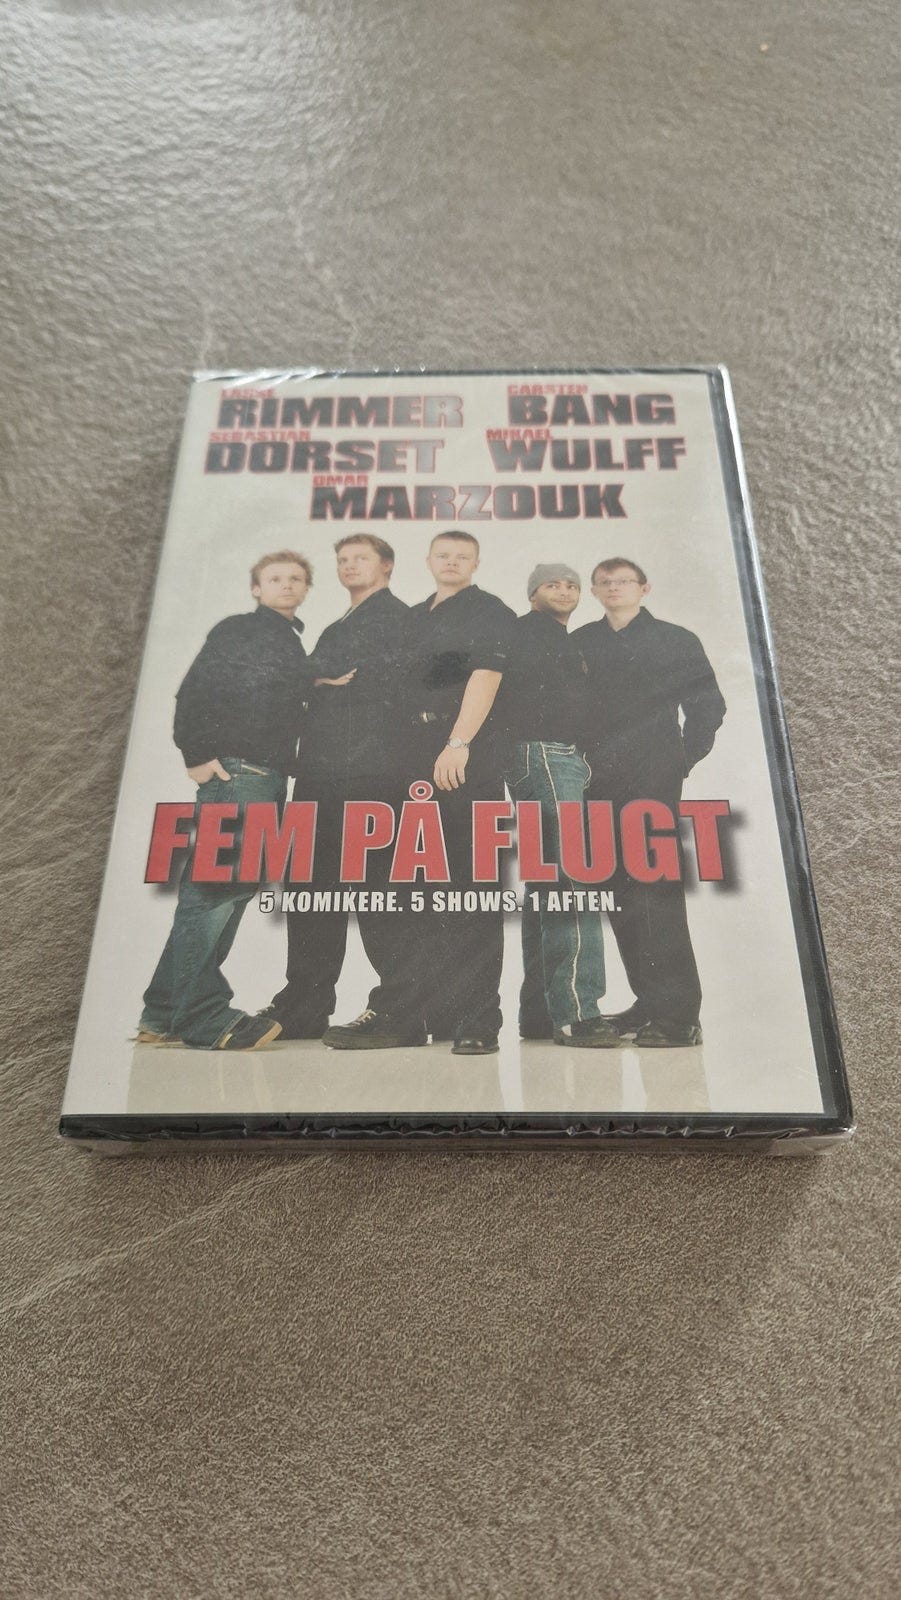 LASSE CARSTEN
RIMMER BANG
SEBASTIAN MIKAEL
DORSET WULFF
OMAR
MARZOUK
FEM PÅ FLUGT
5 KOMIKERE. 5 SHOWS. 1 AFTEN.